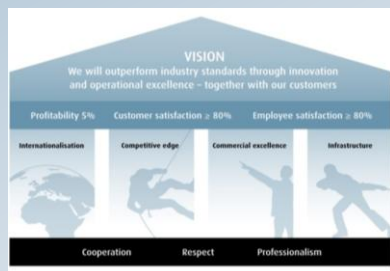 VISION
We will outperform industry standards through innovation
and operational excellence – together with our customers
Profitability 5% Customer satisfaction ≥ 80% Employee satisfaction ≥ 80%
Internationalisation Competitive edge Commercial excellence Infrastructure
Cooperation Respect Professionalism